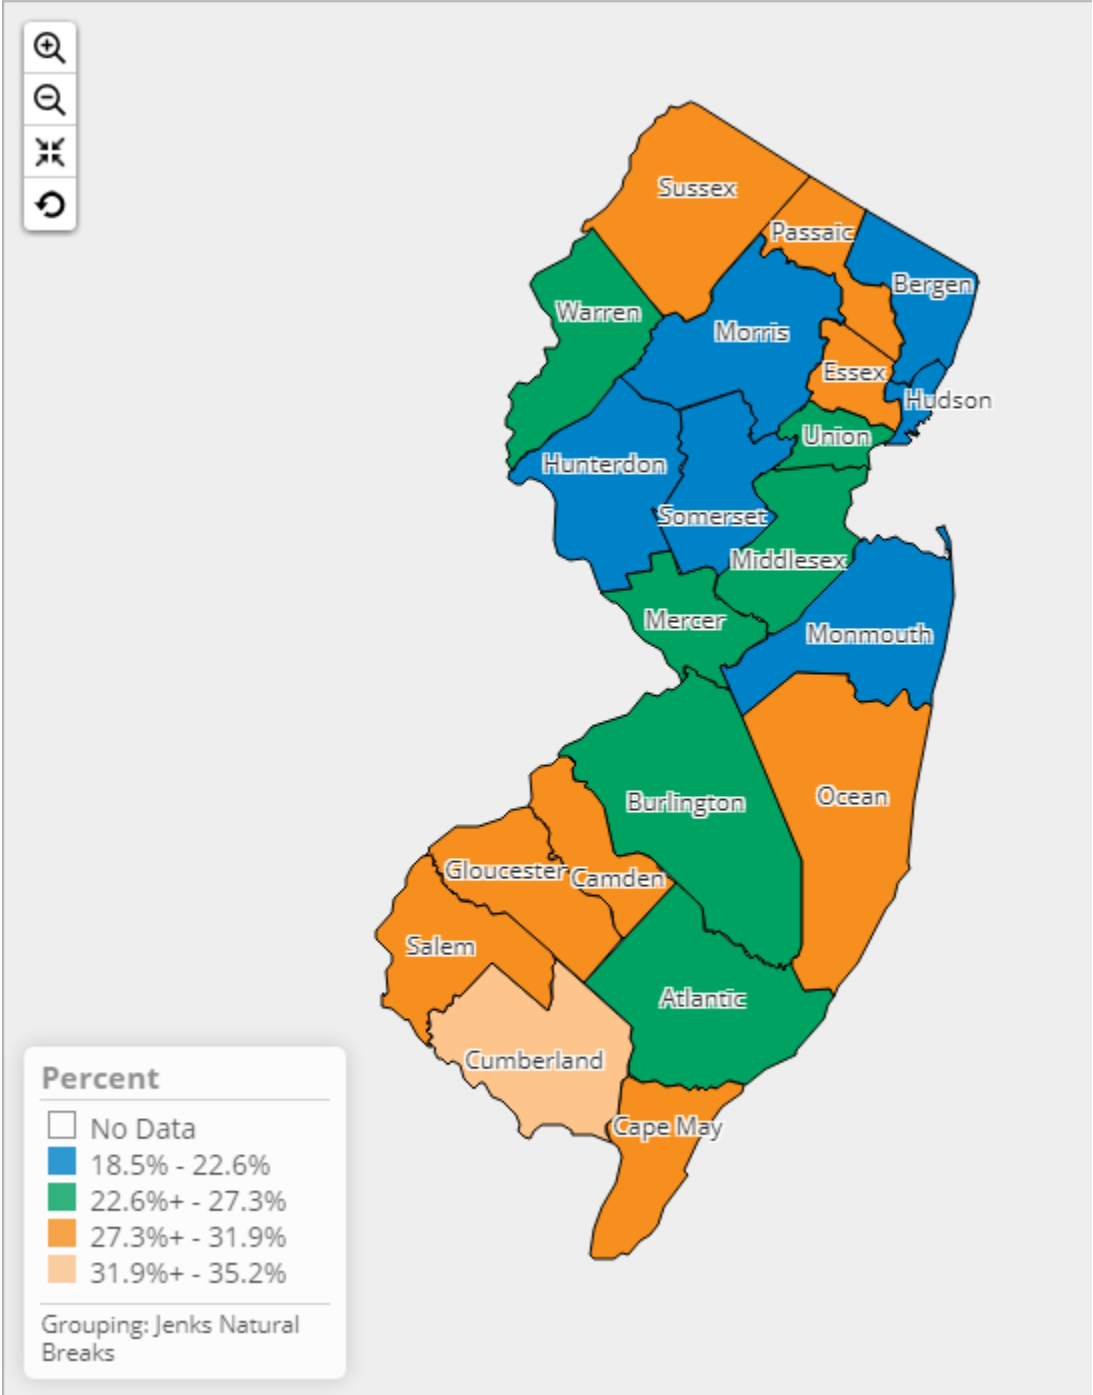 Sussex
Passaic
Bergen
Warren
Morris
Essex
Hudson
Union
Hunterdon
Somerset
Middlesex
Mercer
Monmouth
Ocean
Burlington
Gloucester
Camden
Salem
Atlantic
Cumberland
Cape May
Percent
No Data
18.5% - 22.6%
22.6%+ - 27.3%
27.3%+ - 31.9%
31.9%+ - 35.2%
Grouping: Jenks Natural
Breaks